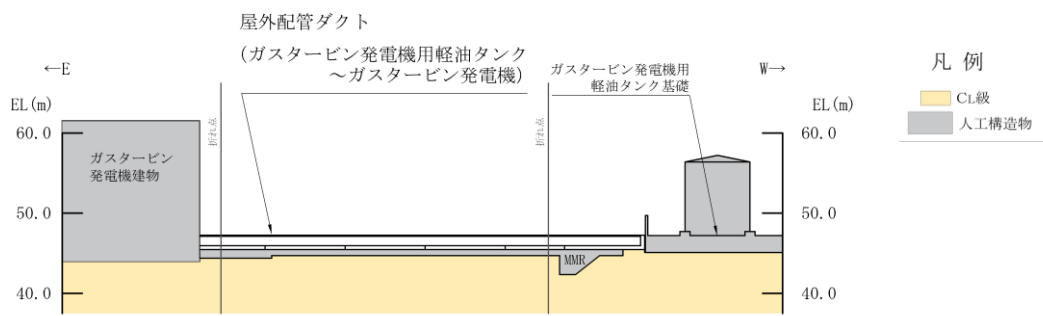 屋外配管ダクト
(ガスタービン発電機用軽油タンク
～ガスタービン発電機)
ガスタービン発電機用
軽油タンク基礎
←E
W→
凡 例
EL(m)
EL(m)
CL級
人工構造物
60.0
60.0
折れ点
折れ点
ガスタービン
発電機建物
50.0
50.0
MMR
40.0
40.0